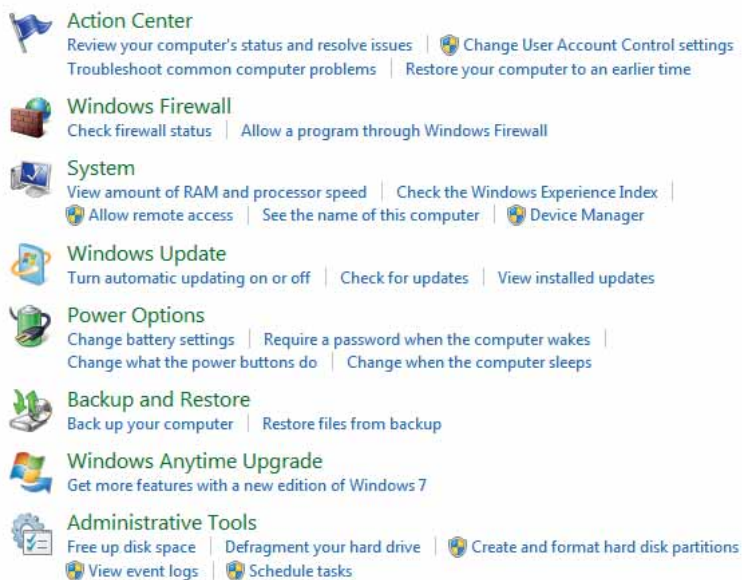 Action Center
Review your computer's status and resolve issues Change User Account Control settings
Troubleshoot common computer problems Restore your computer to an earlier time
Windows Firewall
Check firewall status Allow a program through Windows Firewall
System
View amount of RAM and processor speed Check the Windows Experience Index
Allow remote access See the name of this computer Device Manager
Windows Update
Turn automatic updating on or off Check for updates View installed updates
Power Options
Change battery settings Require a password when the computer wakes
Change what the power buttons do Change when the computer sleeps
Backup and Restore
Back up your computer Restore files from backup
Windows Anytime Upgrade
Get more features with a new edition of Windows 7
Administrative Tools
Free up disk space Defragment your hard drive Create and format hard disk partitions
View event logs Schedule tasks